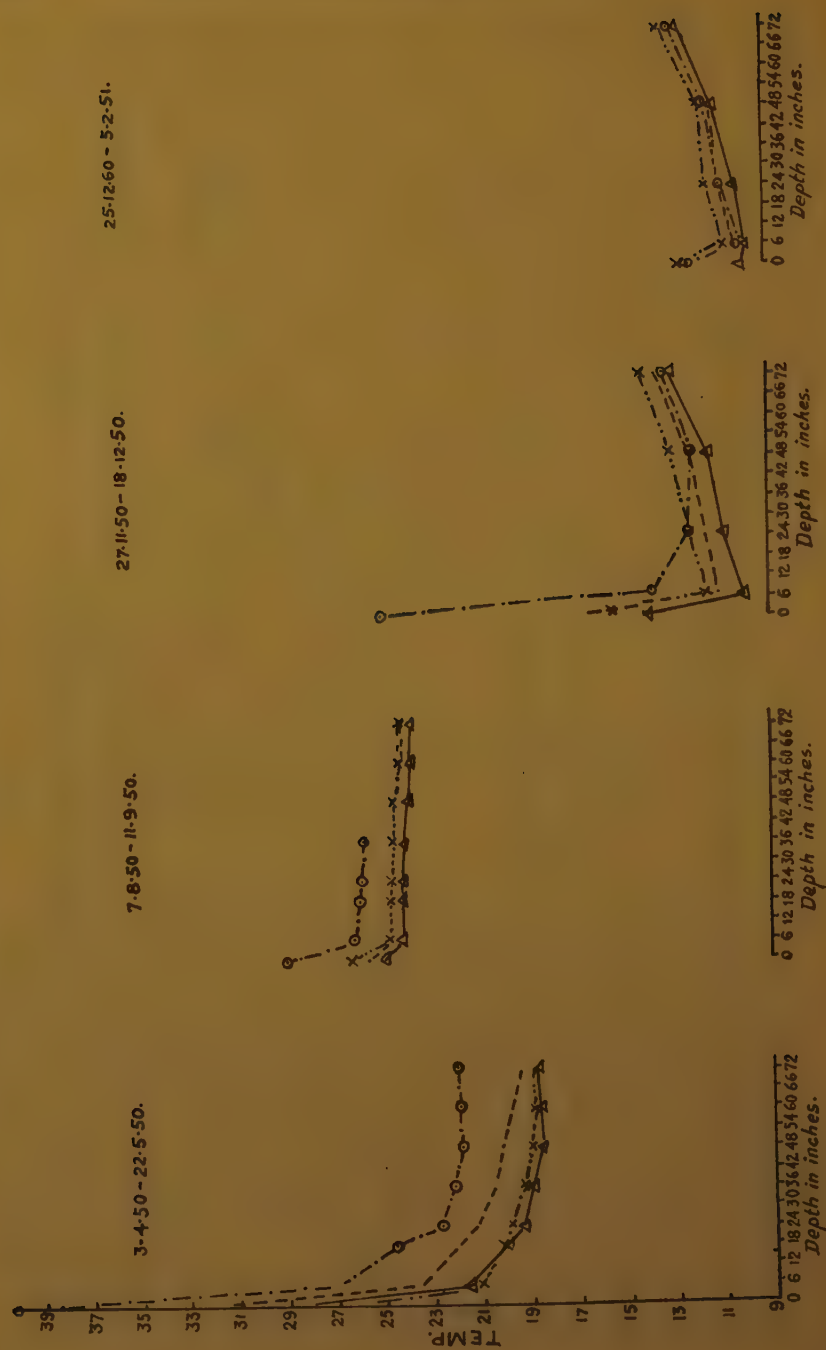 3·4·50 – 22·5·50.
7·8·50 – 11·9·50.
27·11·50 – 18·12·50.
25·12·60 – 5·2·51.
TEMP.
39
37
35
33
31
29
27
25
23
21
19
17
15
13
11
9
0 6 12 18 24 30 36 42 48 54 60 66 72
Depth in inches.
0 6 12 18 24 30 36 42 48 54 60 66 72
Depth in inches.
0 6 12 18 24 30 36 42 48 54 60 66 72
Depth in inches.
0 6 12 18 24 30 36 42 48 54 60 66 72
Depth in inches.